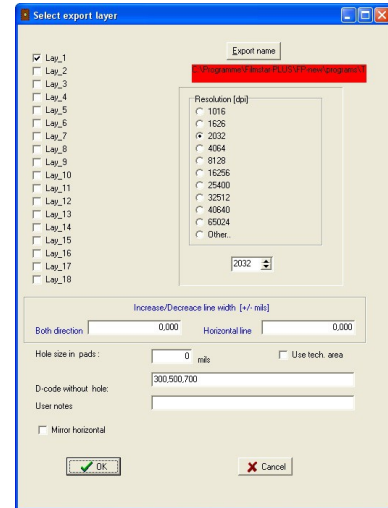 Select export layer
Export name
C:\Programme\Filmstar-PLUS\FP-new\programs\1
Lay_1
Lay_2
Lay_3
Lay_4
Lay_5
Lay_6
Lay_7
Lay_8
Lay_9
Lay_10
Lay_11
Lay_12
Lay_13
Lay_14
Lay_15
Lay_16
Lay_17
Lay_18
Resolution [dpi]
1016
1626
2032
4064
8128
16256
25400
32512
40640
65024
Other..
2032
Increase/Decreace line width [+/- mils]
Both direction 0,000 Horizontal line 0,000
Hole size in pads : 0 mils Use tech. area
D-code without hole: 300,500,700
User notes
Mirror horizontal
OK Cancel